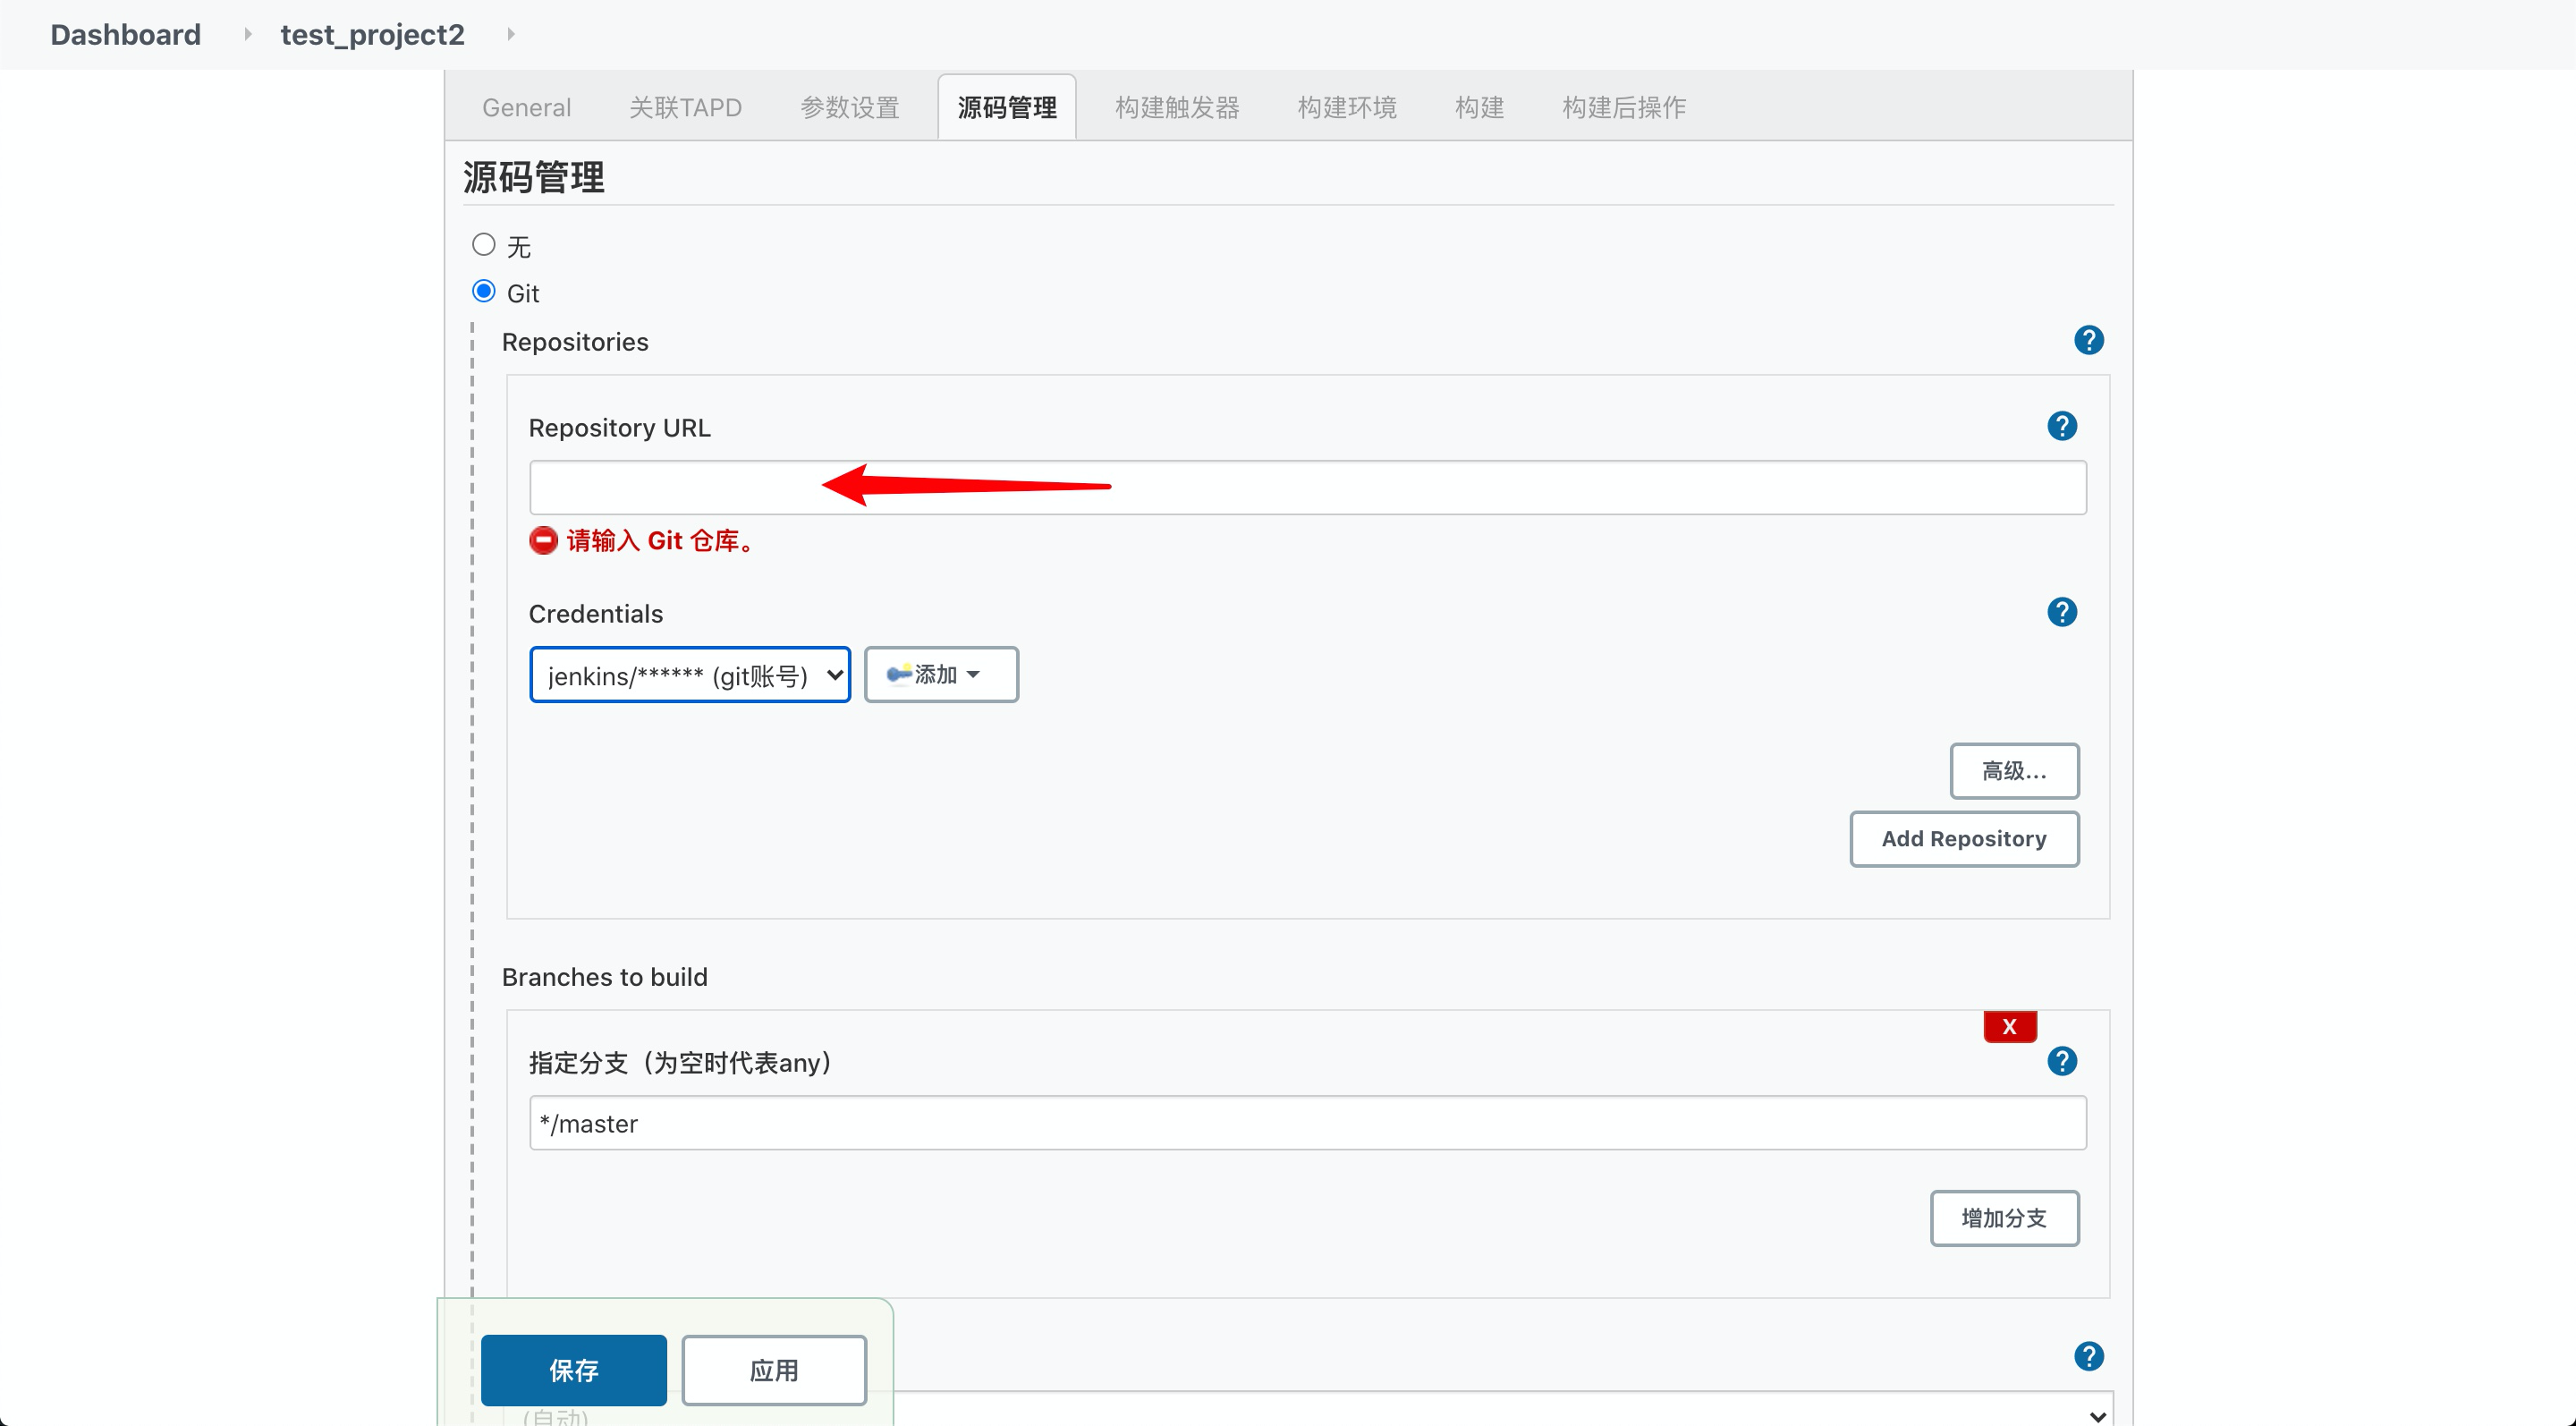 Dashboard test_project2
General 关联TAPD 参数设置 源码管理 构建触发器 构建环境 构建 构建后操作
源码管理
无
Git
Repositories ?
Repository URL ?
请输入 Git 仓库。
Credentials ?
jenkins/****** (git账号) 添加
高级...
Add Repository
Branches to build
X
指定分支（为空时代表any） ?
*/master
增加分支
保存 应用 ?
(自动)